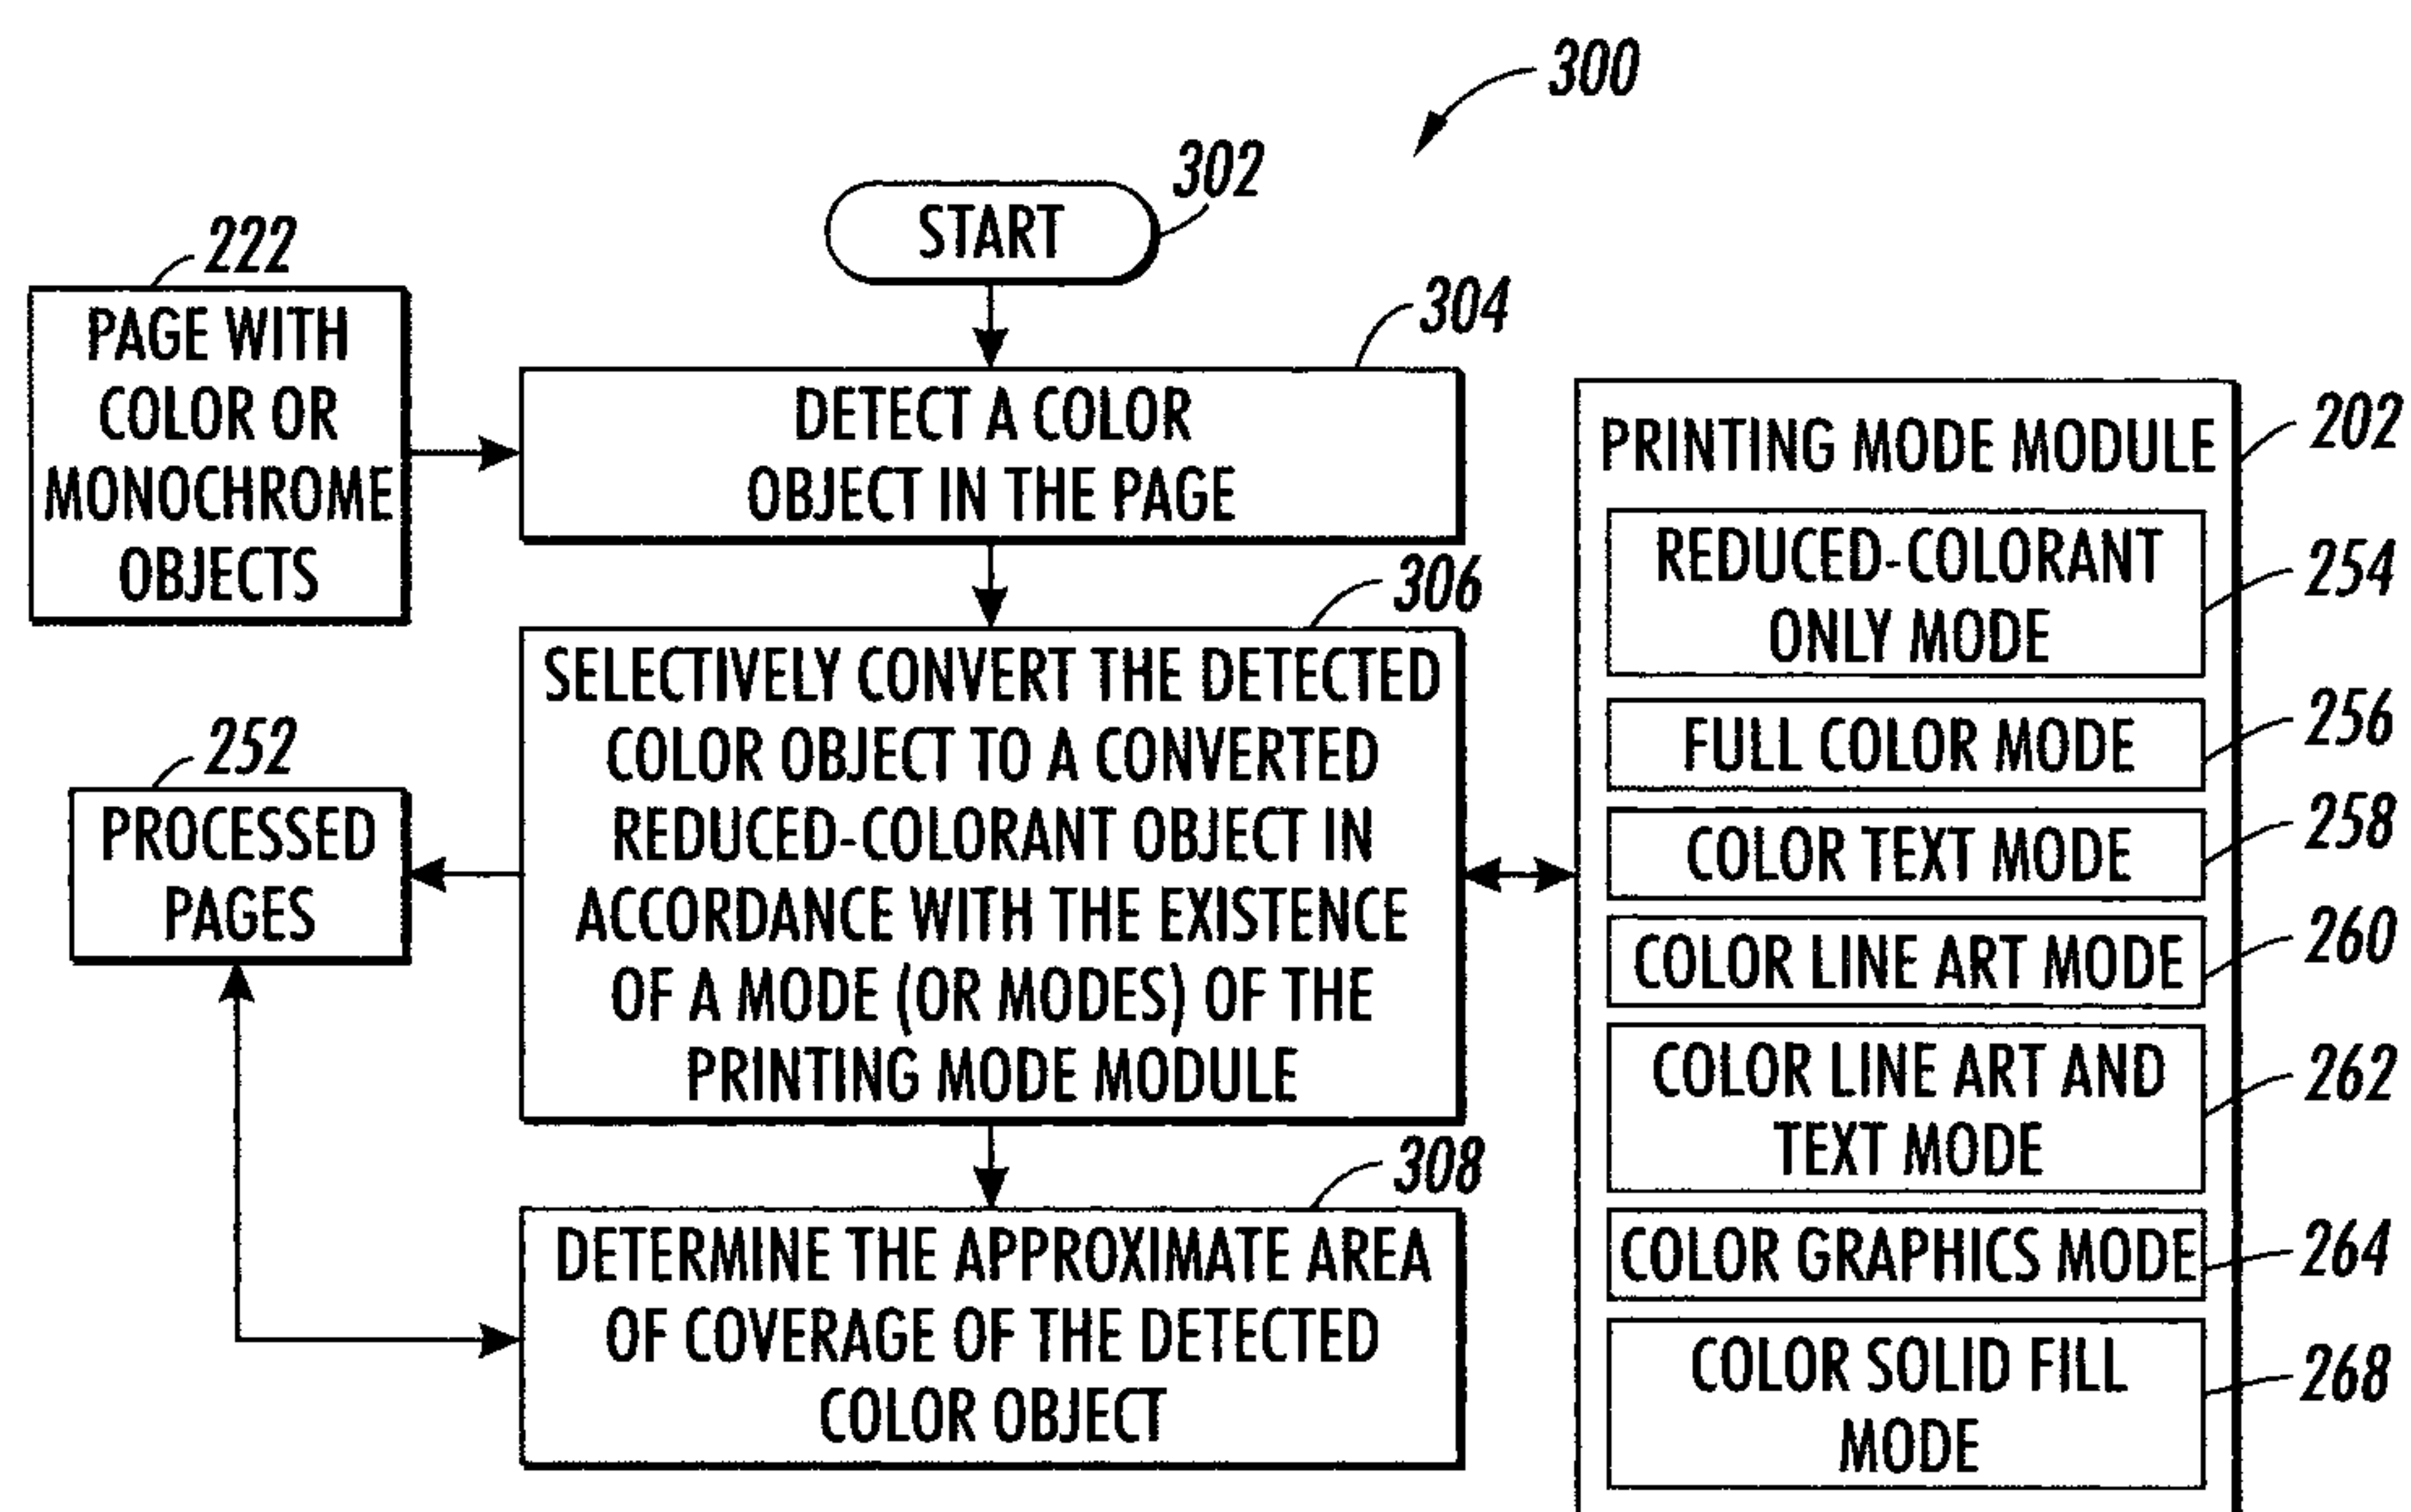 300
302
START
222
PAGE WITH
COLOR OR
MONOCHROME
OBJECTS
304
DETECT A COLOR
OBJECT IN THE PAGE
306
SELECTIVELY CONVERT THE DETECTED
COLOR OBJECT TO A CONVERTED
REDUCED-COLORANT OBJECT IN
ACCORDANCE WITH THE EXISTENCE
OF A MODE (OR MODES) OF THE
PRINTING MODE MODULE
252
PROCESSED
PAGES
308
DETERMINE THE APPROXIMATE AREA
OF COVERAGE OF THE DETECTED
COLOR OBJECT
PRINTING MODE MODULE
202
REDUCED-COLORANT
ONLY MODE
254
FULL COLOR MODE
256
COLOR TEXT MODE
258
COLOR LINE ART MODE
260
COLOR LINE ART AND
TEXT MODE
262
COLOR GRAPHICS MODE
264
COLOR SOLID FILL
MODE
268